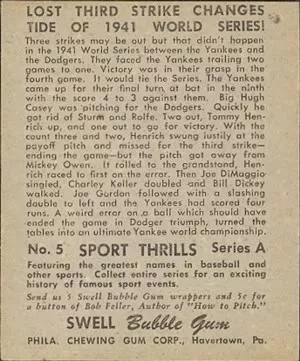 LOST THIRD STRIKE CHANGES
TIDE OF 1941 WORLD SERIES!
Three strikes may be out but that didn't happen
in the 1941 World Series between the Yankees and
the Dodgers. They faced the Yankees trailing two
games to one. Victory was in their grasp in the
fourth game. It would tie the Series. The Yankees
came up for their final turn at bat in the ninth
with the score 4 to 3 against them. Big Hugh
Casey was pitching for the Dodgers. Quickly he
got rid of Sturm and Rolfe. Two out, Tommy Hen-
rich up, and one out to go for victory. With the
count three and two, Henrich swung lustily at the
payoff pitch and missed for the third strike—
ending the game—but the pitch got away from
Mickey Owen. It rolled to the grandstand, Hen-
rich raced to first on the error. Then Joe DiMaggio
singled, Charley Keller doubled and Bill Dickey
walked. Joe Gordon followed with a slashing
double to left and the Yankees had scored four
runs. A weird error on a ball which should have
ended the game in Dodger triumph, turned the
tables into an ultimate Yankee world championship.
No. 5 SPORT THRILLS Series A
Featuring the greatest names in baseball and
other sports. Collect entire series for an exciting
history of famous sport events.
Send us 5 Swell Bubble Gum wrappers and 5c for
a button of Bob Feller, Author of "How to Pitch."
SWELL Bubble Gum
PHILA. CHEWING GUM CORP., Havertown, Pa.